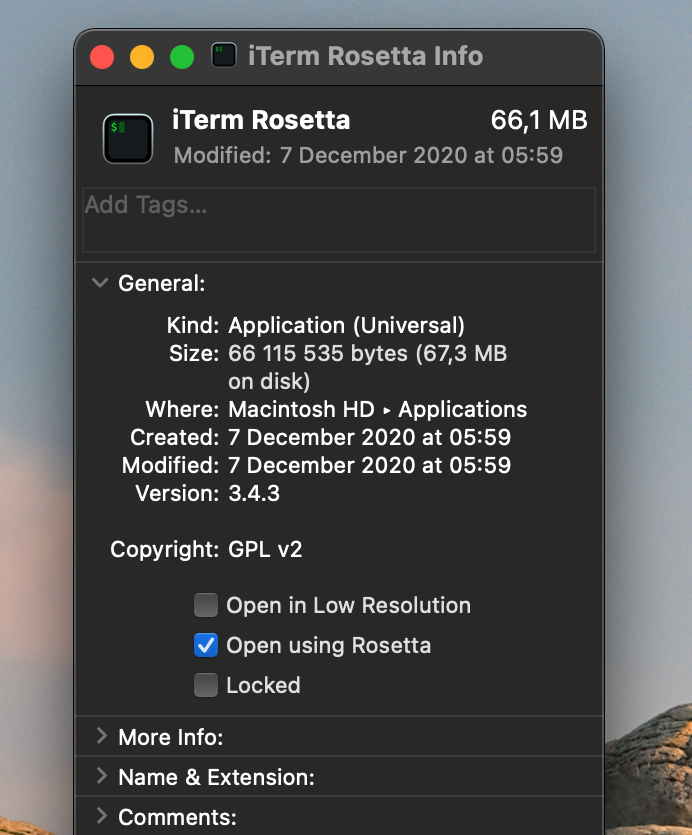 iTerm Rosetta Info
$
iTerm Rosetta 66,1 MB
Modified: 7 December 2020 at 05:59
Add Tags...
General:
Kind: Application (Universal)
Size: 66 115 535 bytes (67,3 MB
on disk)
Where: Macintosh HD ▸ Applications
Created: 7 December 2020 at 05:59
Modified: 7 December 2020 at 05:59
Version: 3.4.3
Copyright: GPL v2
Open in Low Resolution
Open using Rosetta
Locked
More Info:
Name & Extension:
Comments: